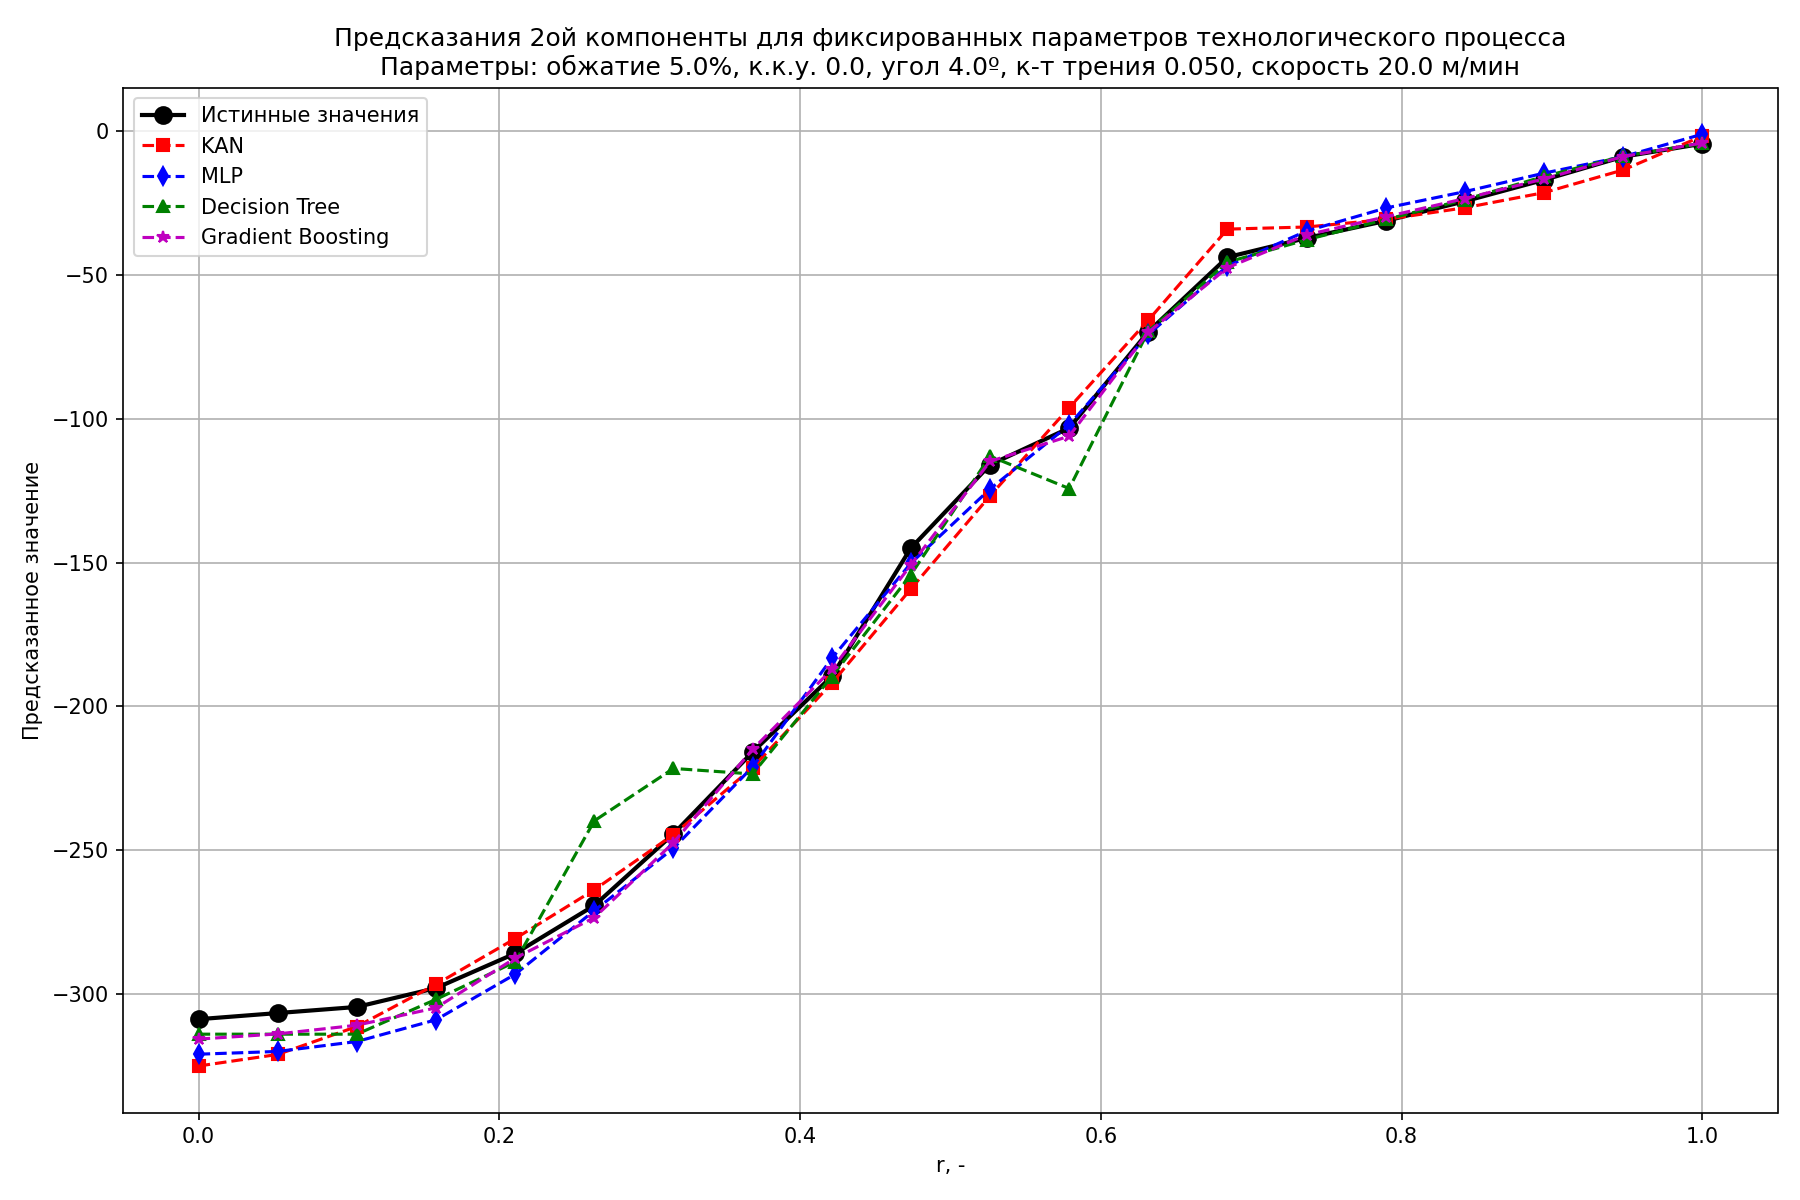 Предсказания 2ой компоненты для фиксированных параметров технологического процесса
Параметры: обжатие 5.0%, к.к.у. 0.0, угол 4.0º, к-т трения 0.050, скорость 20.0 м/мин
Истинные значения
KAN
MLP
Decision Tree
Gradient Boosting
Предсказанное значение
0
−50
−100
−150
−200
−250
−300
0.0
0.2
0.4
0.6
0.8
1.0
r, -